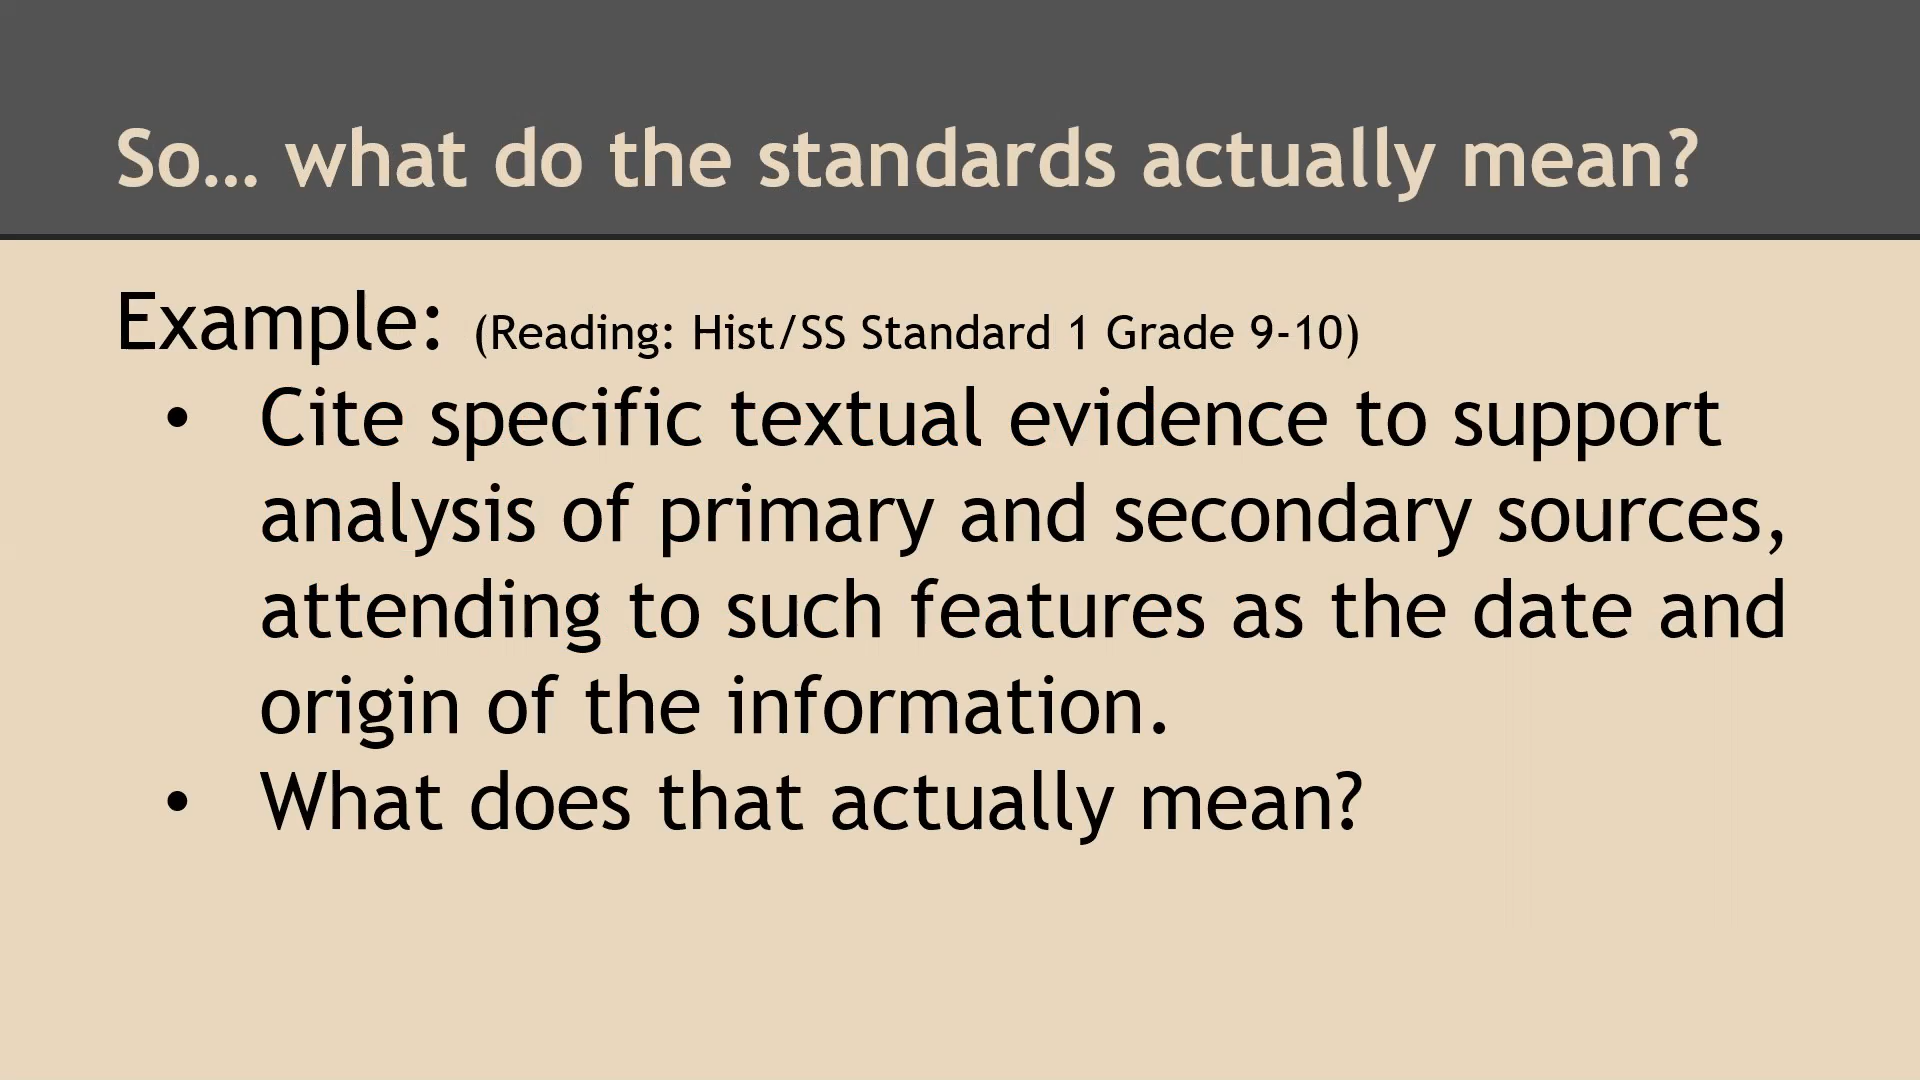 So… what do the standards actually mean?
Example: (Reading: Hist/SS Standard 1 Grade 9-10)
• Cite specific textual evidence to support
analysis of primary and secondary sources,
attending to such features as the date and
origin of the information.
• What does that actually mean?